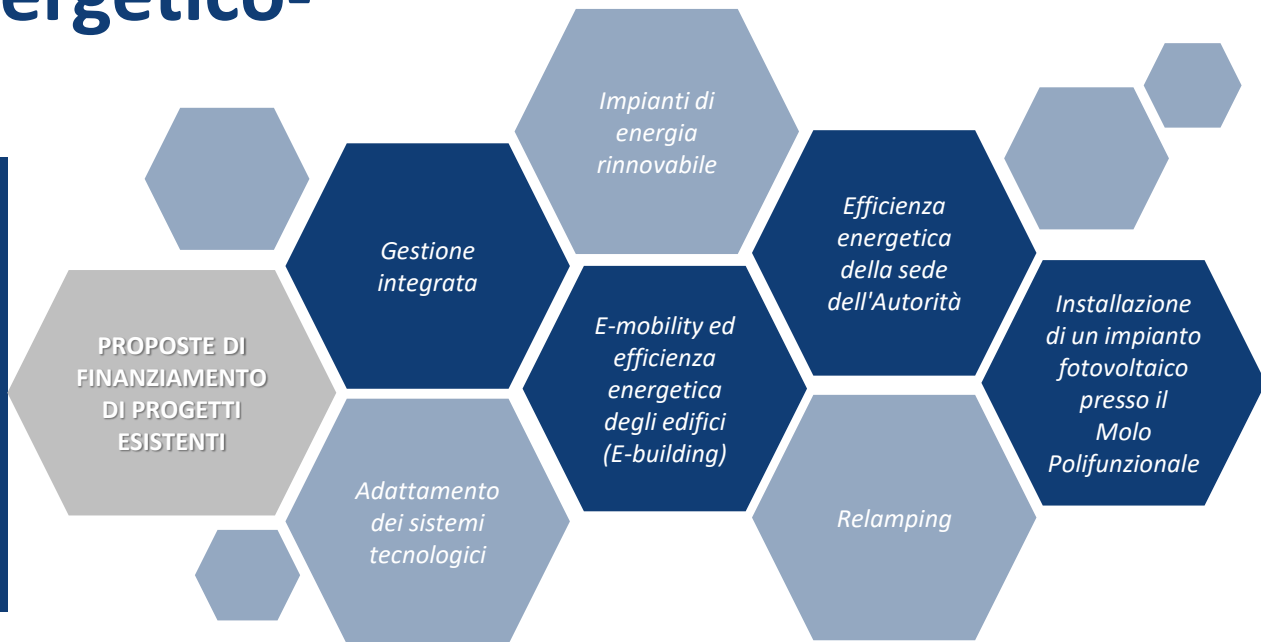 ergetico-
Impianti di
energia
rinnovabile
Gestione
integrata
Efficienza
energetica
della sede
dell'Autorità
PROPOSTE DI
FINANZIAMENTO
DI PROGETTI
ESISTENTI
E-mobility ed
efficienza
energetica
degli edifici
(E-building)
Installazione
di un impianto
fotovoltaico
presso il
Molo
Polifunzionale
Adattamento
dei sistemi
tecnologici
Relamping